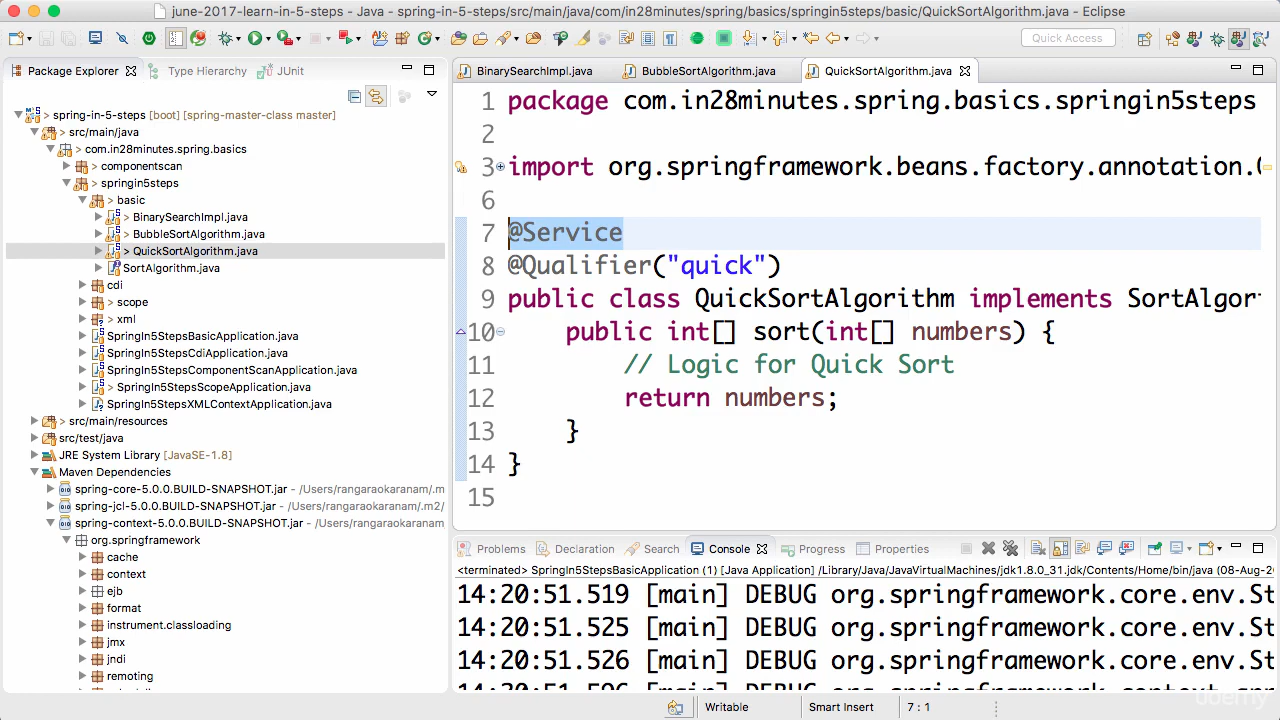 june-2017-learn-in-5-steps - Java - spring-in-5-steps/src/main/java/com/in28minutes/spring/basics/springin5steps/basic/QuickSortAlgorithm.java - Eclipse
Quick Access
Package Explorer
Type Hierarchy
JUnit
> spring-in-5-steps [boot] [spring-master-class master]
> src/main/java
> com.in28minutes.spring.basics
> componentscan
> springin5steps
> basic
> BinarySearchImpl.java
> BubbleSortAlgorithm.java
> QuickSortAlgorithm.java
SortAlgorithm.java
cdi
> scope
> xml
SpringIn5StepsBasicApplication.java
SpringIn5StepsCdiApplication.java
SpringIn5StepsComponentScanApplication.java
> SpringIn5StepsScopeApplication.java
SpringIn5StepsXMLContextApplication.java
> src/main/resources
src/test/java
JRE System Library [JavaSE-1.8]
Maven Dependencies
spring-core-5.0.0.BUILD-SNAPSHOT.jar - /Users/rangaraokaranam/.m
spring-jcl-5.0.0.BUILD-SNAPSHOT.jar - /Users/rangaraokaranam/.m2/
spring-context-5.0.0.BUILD-SNAPSHOT.jar - /Users/rangaraokaranam
org.springframework
cache
context
ejb
format
instrument.classloading
jmx
jndi
remoting
BinarySearchImpl.java
BubbleSortAlgorithm.java
QuickSortAlgorithm.java
1 package com.in28minutes.spring.basics.springin5steps
2
3 import org.springframework.beans.factory.annotation.
6
7 @Service
8 @Qualifier("quick")
9 public class QuickSortAlgorithm implements SortAlgor
10 public int[] sort(int[] numbers) {
11 // Logic for Quick Sort
12 return numbers;
13 }
14 }
15
Problems
Declaration
Search
Console
Progress
Properties
<terminated> SpringIn5StepsBasicApplication (1) [Java Application] /Library/Java/JavaVirtualMachines/jdk1.8.0_31.jdk/Contents/Home/bin/java (08-Aug-2
14:20:51.519 [main] DEBUG org.springframework.core.env.St
14:20:51.525 [main] DEBUG org.springframework.core.env.St
14:20:51.526 [main] DEBUG org.springframework.core.env.St
Writable
Smart Insert
7 : 1
udemy